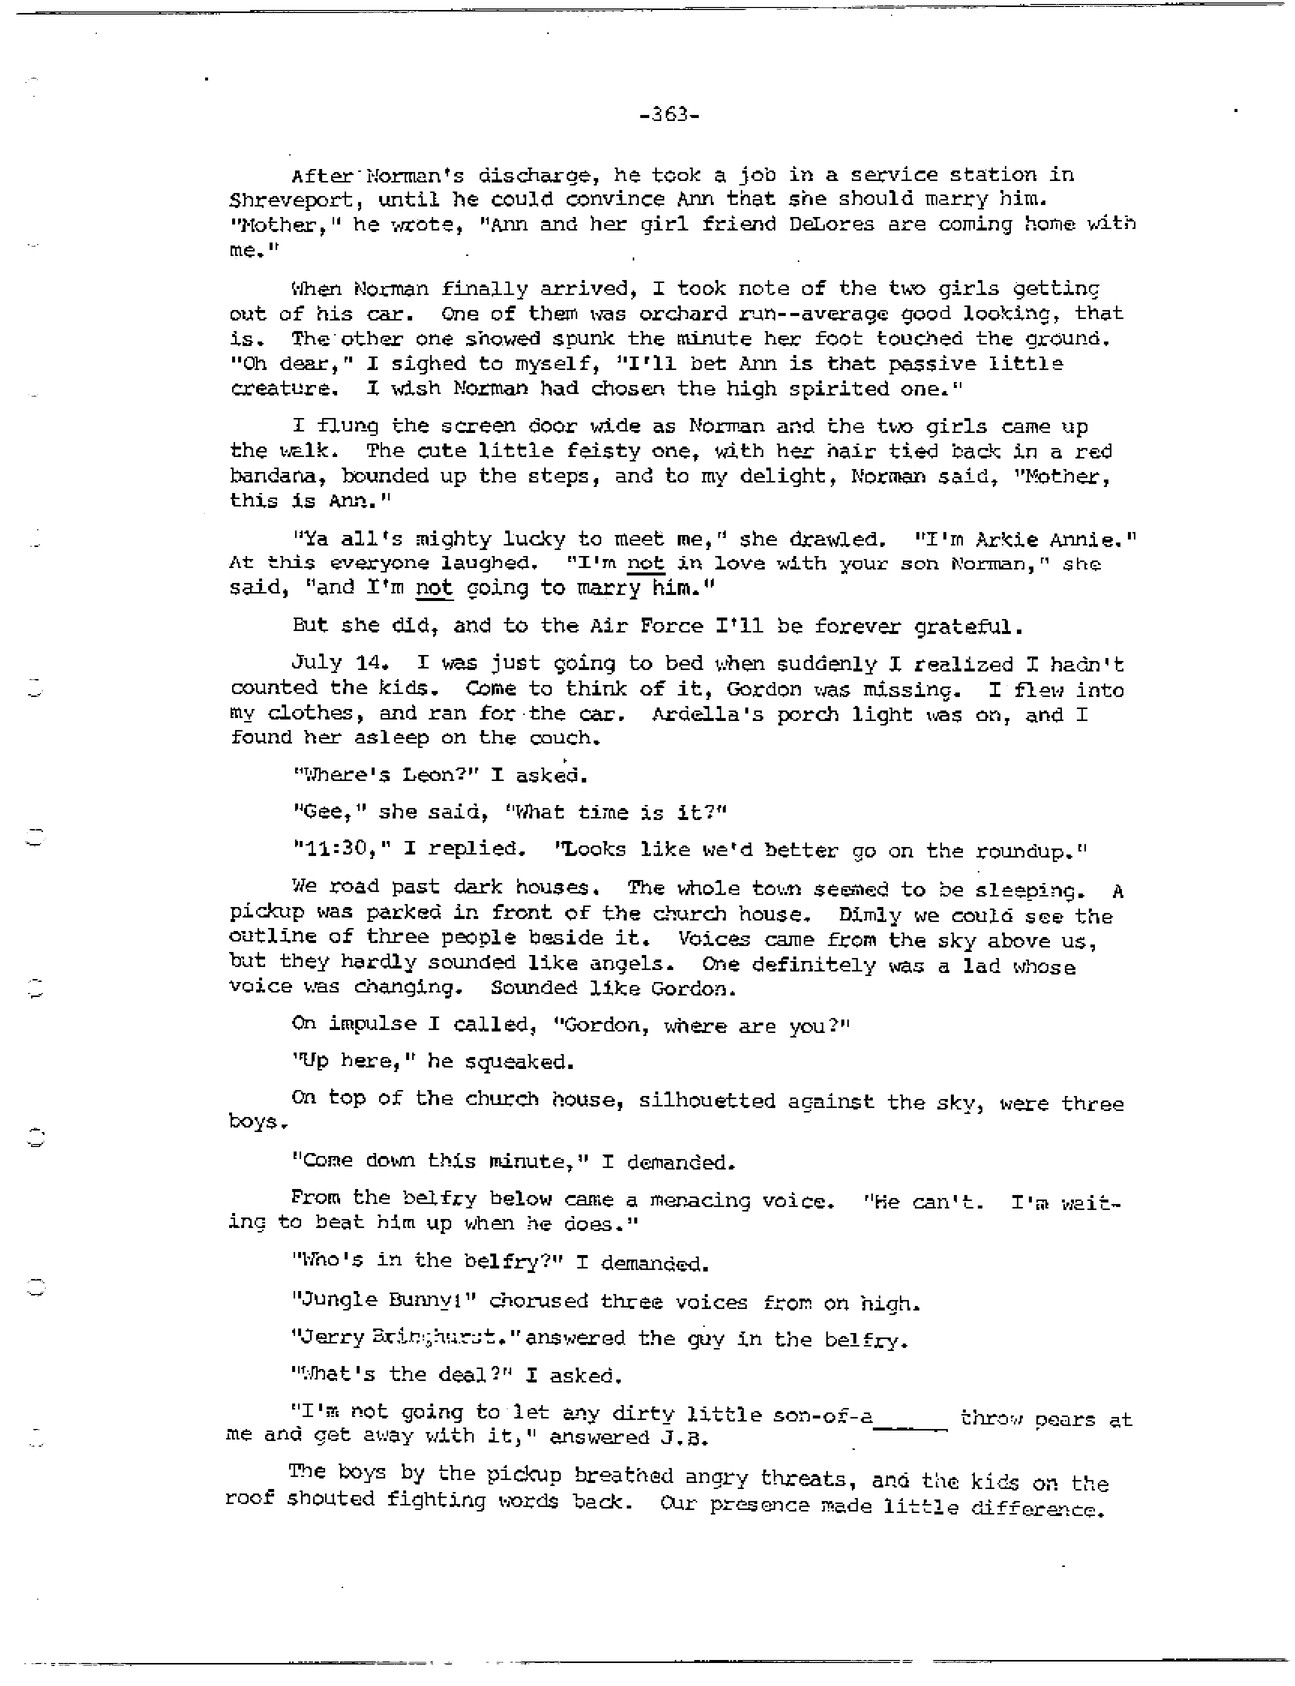 -363-
After Norman's discharge, he took a job in a service station in
Shreveport, until he could convince Ann that she should marry him.
"Mother," he wrote, "Ann and her girl friend DeLores are coming home with
me."
When Norman finally arrived, I took note of the two girls getting
out of his car. One of them was orchard run--average good looking, that
is. The other one showed spunk the minute her foot touched the ground.
"Oh dear," I sighed to myself, "I'll bet Ann is that passive little
creature. I wish Norman had chosen the high spirited one."
I flung the screen door wide as Norman and the two girls came up
the walk. The cute little feisty one, with her hair tied back in a red
bandana, bounded up the steps, and to my delight, Norman said, "Mother,
this is Ann."
"Ya all's mighty lucky to meet me," she drawled. "I'm Arkie Annie."
At this everyone laughed. "I'm not in love with your son Norman," she
said, "and I'm not going to marry him."
But she did, and to the Air Force I'll be forever grateful.
July 14. I was just going to bed when suddenly I realized I hadn't
counted the kids. Come to think of it, Gordon was missing. I flew into
my clothes, and ran for the car. Ardella's porch light was on, and I
found her asleep on the couch.
"Where's Leon?" I asked.
"Gee," she said, "What time is it?"
"11:30," I replied. "Looks like we'd better go on the roundup."
We road past dark houses. The whole town seemed to be sleeping. A
pickup was parked in front of the church house. Dimly we could see the
outline of three people beside it. Voices came from the sky above us,
but they hardly sounded like angels. One definitely was a lad whose
voice was changing. Sounded like Gordon.
On impulse I called, "Gordon, where are you?"
"Up here," he squeaked.
On top of the church house, silhouetted against the sky, were three
boys.
"Come down this minute," I demanded.
From the belfry below came a menacing voice. "He can't. I'm wait-
ing to beat him up when he does."
"Who's in the belfry?" I demanded.
"Jungle Bunny!" chorused three voices from on high.
"Jerry Bringhurst." answered the guy in the belfry.
"What's the deal?" I asked.
"I'm not going to let any dirty little son-of-a______ throw pears at
me and get away with it," answered J.B.
The boys by the pickup breathed angry threats, and the kids on the
roof shouted fighting words back. Our presence made little difference.